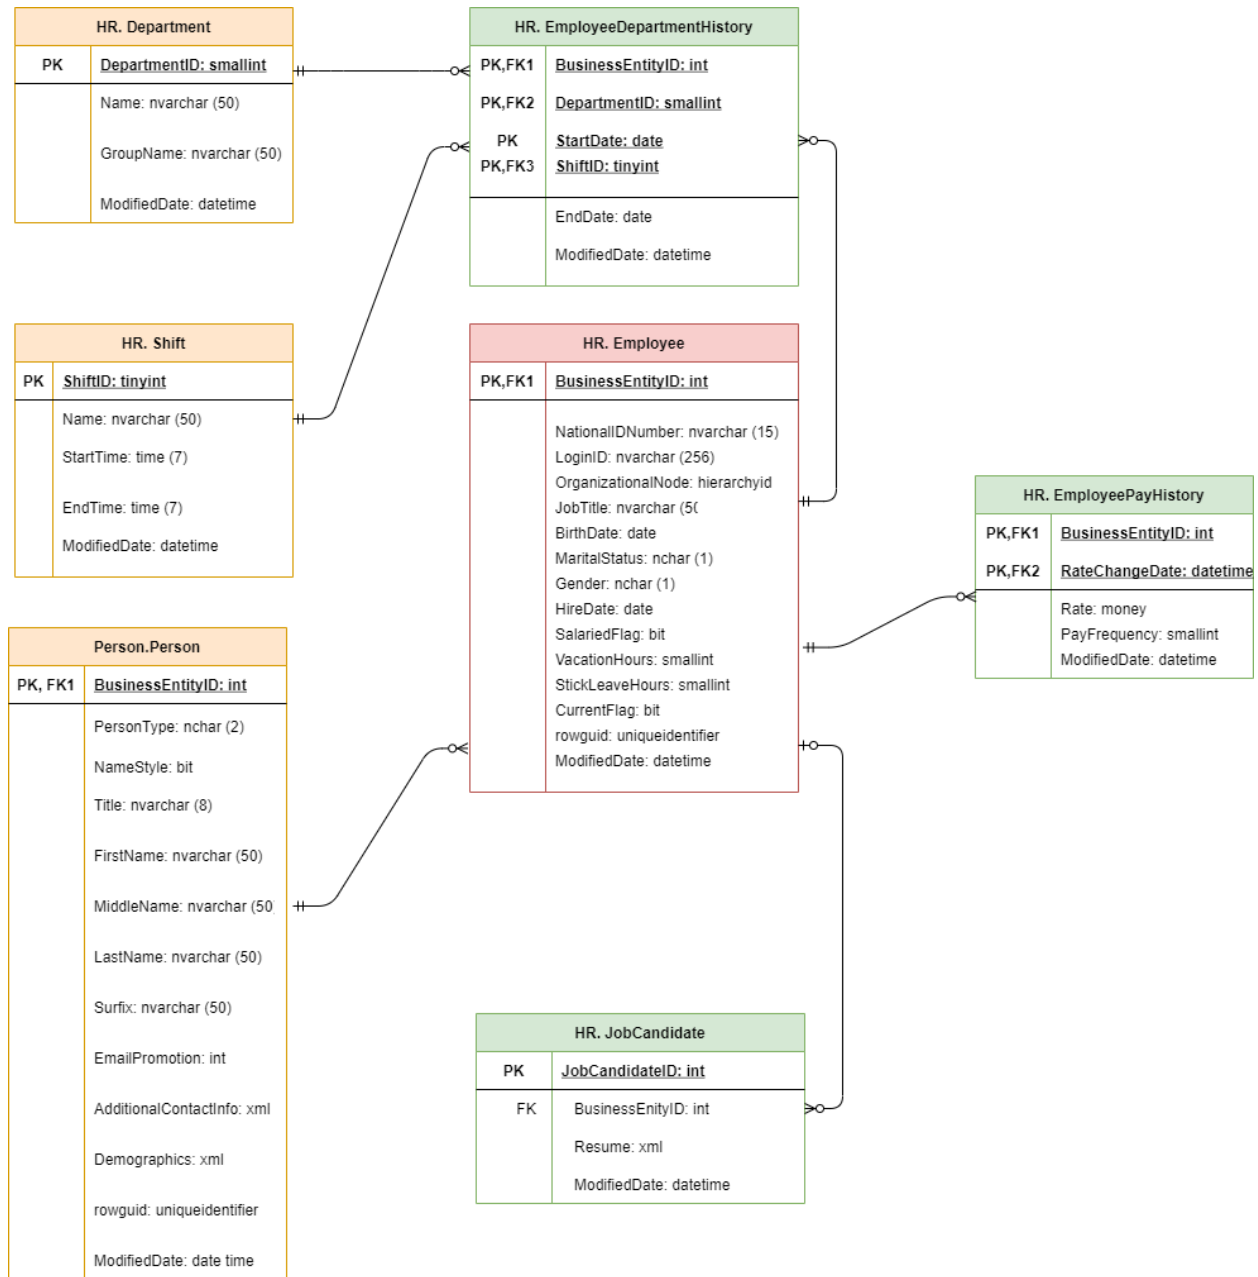 HR. Department
PK DepartmentID: smallint
Name: nvarchar (50)
GroupName: nvarchar (50)
ModifiedDate: datetime
HR. EmployeeDepartmentHistory
PK,FK1 BusinessEntityID: int
PK,FK2 DepartmentID: smallint
PK StartDate: date
PK,FK3 ShiftID: tinyint
EndDate: date
ModifiedDate: datetime
HR. Shift
PK ShiftID: tinyint
Name: nvarchar (50)
StartTime: time (7)
EndTime: time (7)
ModifiedDate: datetime
HR. Employee
PK,FK1 BusinessEntityID: int
NationalIDNumber: nvarchar (15)
LoginID: nvarchar (256)
OrganizationalNode: hierarchyid
JobTitle: nvarchar (50
BirthDate: date
MaritalStatus: nchar (1)
Gender: nchar (1)
HireDate: date
SalariedFlag: bit
VacationHours: smallint
StickLeaveHours: smallint
CurrentFlag: bit
rowguid: uniqueidentifier
ModifiedDate: datetime
HR. EmployeePayHistory
PK,FK1 BusinessEntityID: int
PK,FK2 RateChangeDate: datetime
Rate: money
PayFrequency: smallint
ModifiedDate: datetime
Person.Person
PK, FK1 BusinessEntityID: int
PersonType: nchar (2)
NameStyle: bit
Title: nvarchar (8)
FirstName: nvarchar (50)
MiddleName: nvarchar (50
LastName: nvarchar (50)
Surfix: nvarchar (50)
EmailPromotion: int
AdditionalContactInfo: xml
Demographics: xml
rowguid: uniqueidentifier
ModifiedDate: date time
HR. JobCandidate
PK JobCandidateID: int
FK BusinessEnityID: int
Resume: xml
ModifiedDate: datetime